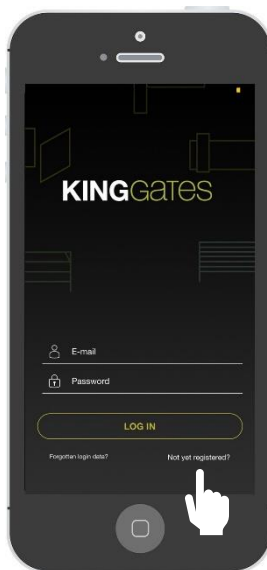 KINGGATES
E-mail
Password
LOG IN
Forgotten login data? Not yet registered?